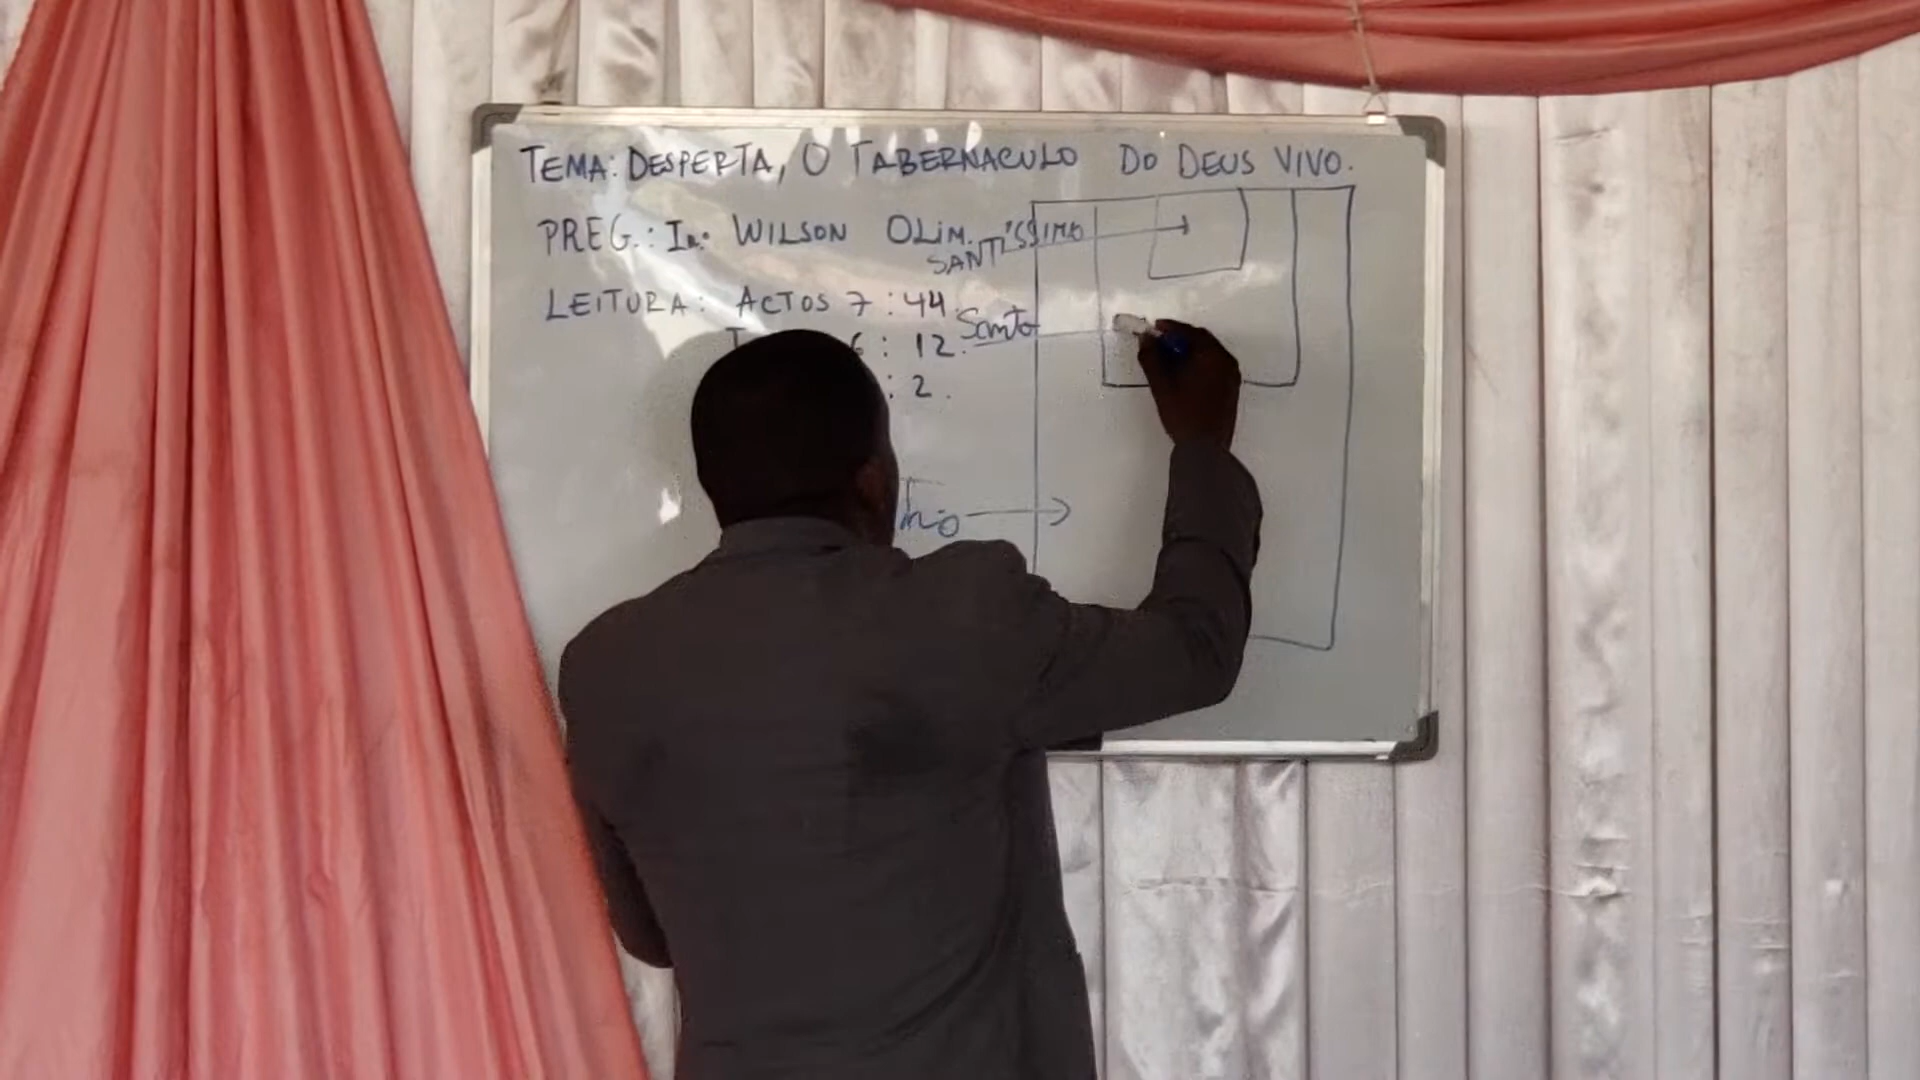 TEMA: DESPERTA, O TABERNACULO DO DEUS VIVO.
PREG.: Ir: WILSON OLIM.
SANTÍSSIMO
LEITURA: ACTOS 7:44.
Santo
6:12.
:2.